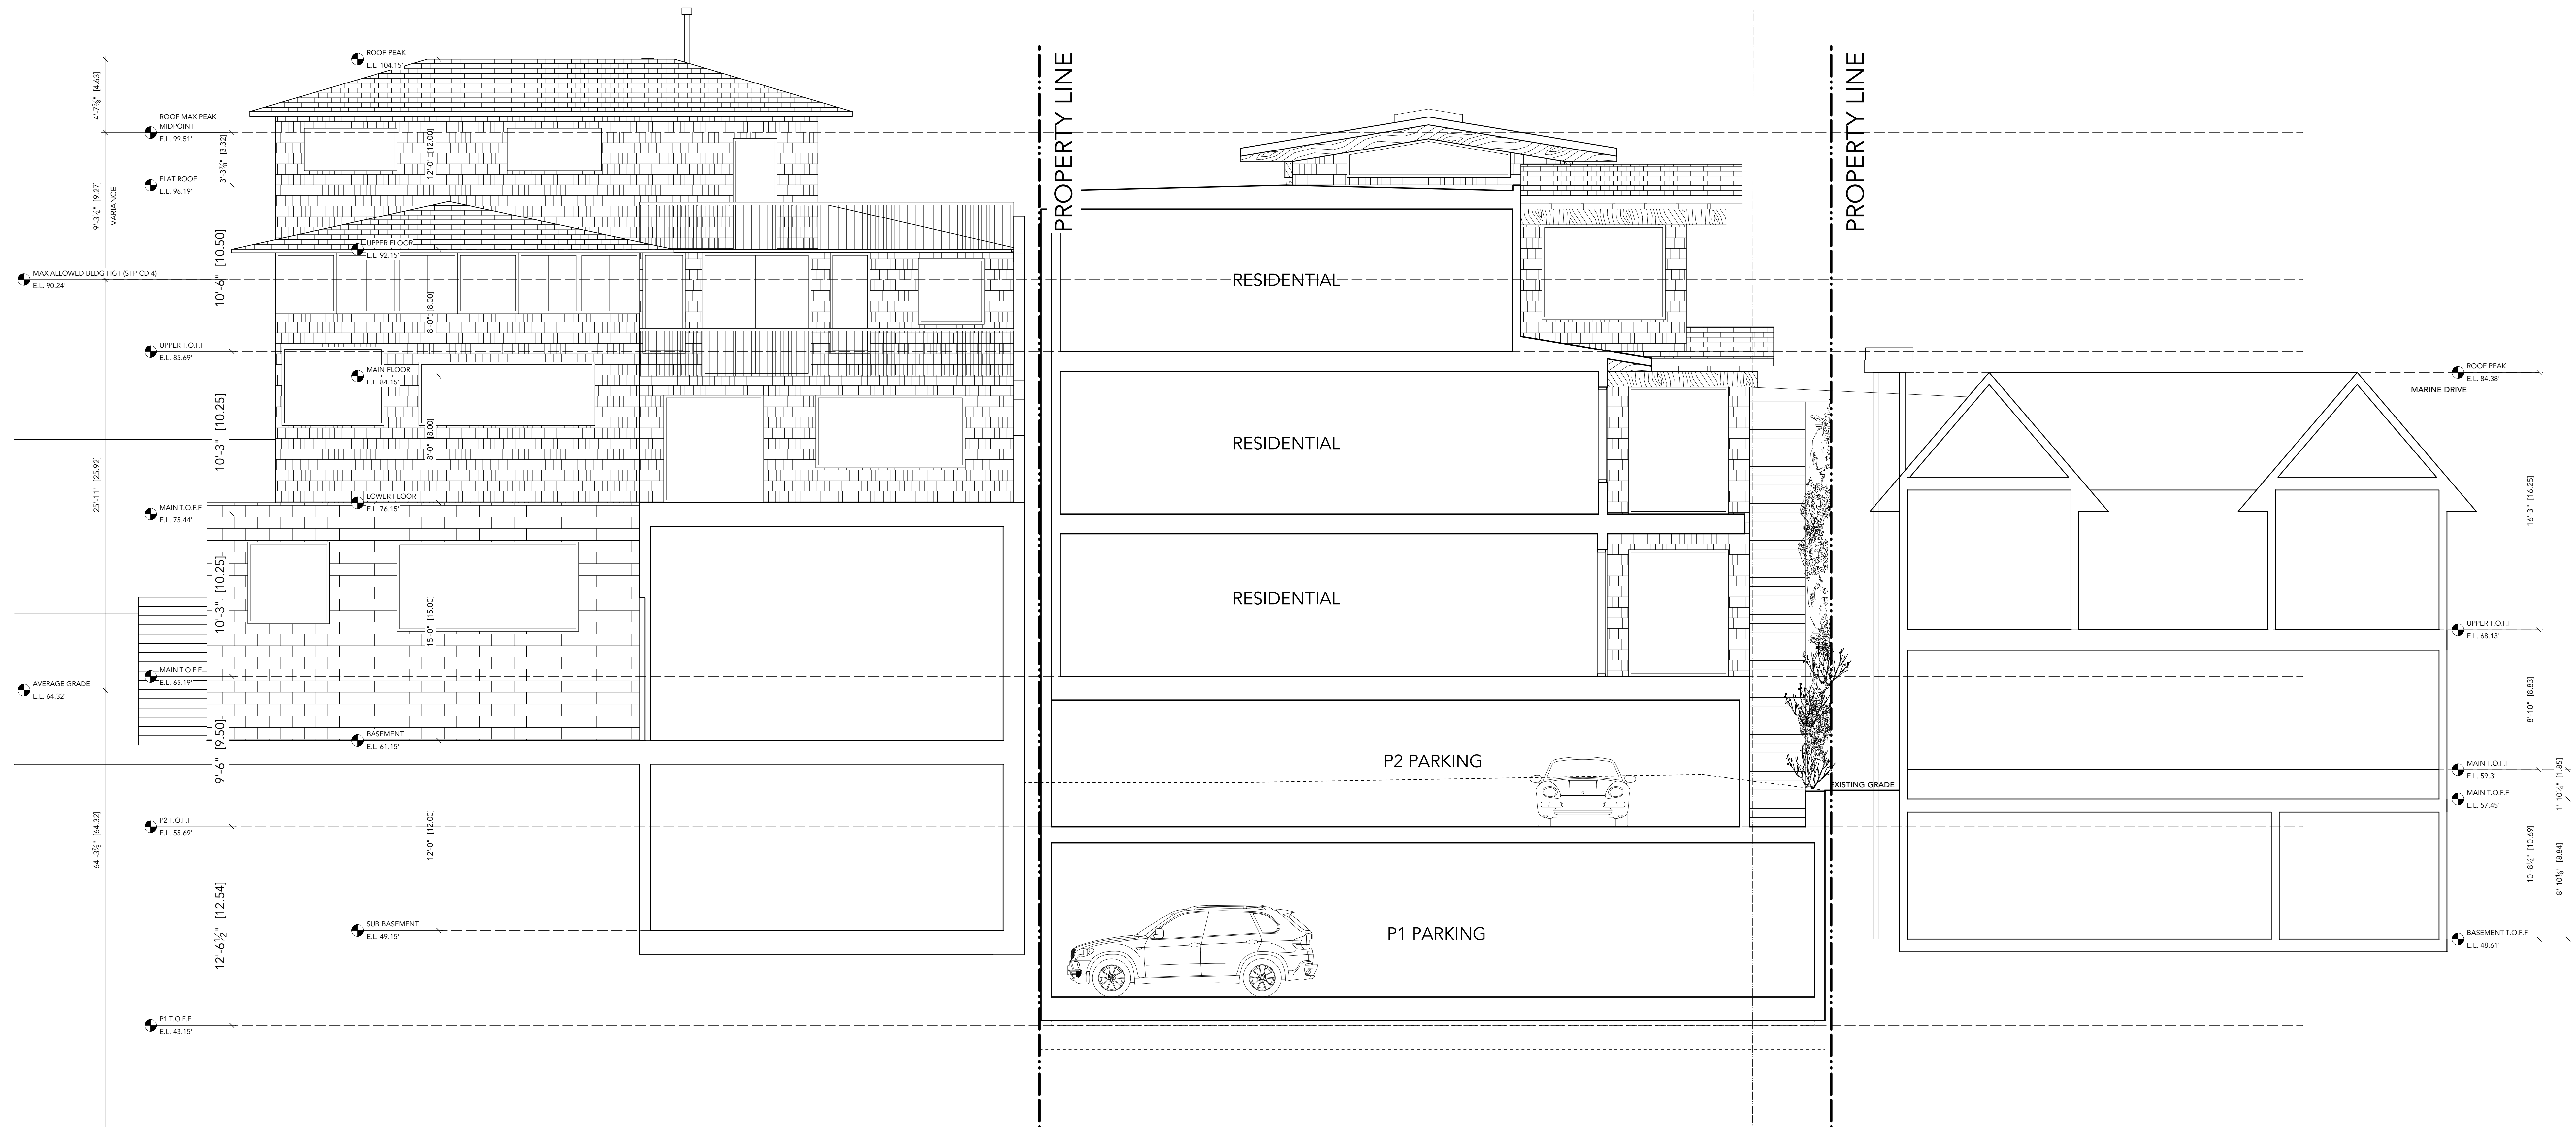 ROOF PEAK
E.L. 104.15'
4'-7⅝" [4.63]
ROOF MAX PEAK
MIDPOINT
E.L. 99.51'
3'-3⅞" [3.32]
12'-0" [12.00]
FLAT ROOF
E.L. 96.19'
9'-3¼" [9.27]
VARIANCE
UPPER FLOOR
E.L. 92.15'
10'-6" [10.50]
MAX ALLOWED BLDG HGT (STP CD 4)
E.L. 90.24'
8'-0" [8.00]
UPPER T.O.F.F
E.L. 85.69'
MAIN FLOOR
E.L. 84.15'
10'-3" [10.25]
8'-0" [8.00]
25'-11" [25.92]
LOWER FLOOR
E.L. 76.15'
MAIN T.O.F.F
E.L. 75.44'
10'-3" [10.25]
15'-0" [15.00]
MAIN T.O.F.F
E.L. 65.19'
AVERAGE GRADE
E.L. 64.32'
BASEMENT
E.L. 61.15'
9'-6" [9.50]
P2 T.O.F.F
E.L. 55.69'
64'-3⅞" [64.32]
12'-0" [12.00]
12'-6½" [12.54]
SUB BASEMENT
E.L. 49.15'
P1 T.O.F.F
E.L. 43.15'
PROPERTY LINE
RESIDENTIAL
RESIDENTIAL
RESIDENTIAL
P2 PARKING
P1 PARKING
PROPERTY LINE
EXISTING GRADE
ROOF PEAK
E.L. 84.38'
MARINE DRIVE
16'-3" [16.25]
UPPER T.O.F.F
E.L. 68.13'
8'-10" [8.83]
MAIN T.O.F.F
E.L. 59.3'
1'-10¼" [1.85]
MAIN T.O.F.F
E.L. 57.45'
10'-8¼" [10.69]
8'-10⅛" [8.84]
BASEMENT T.O.F.F
E.L. 48.61'